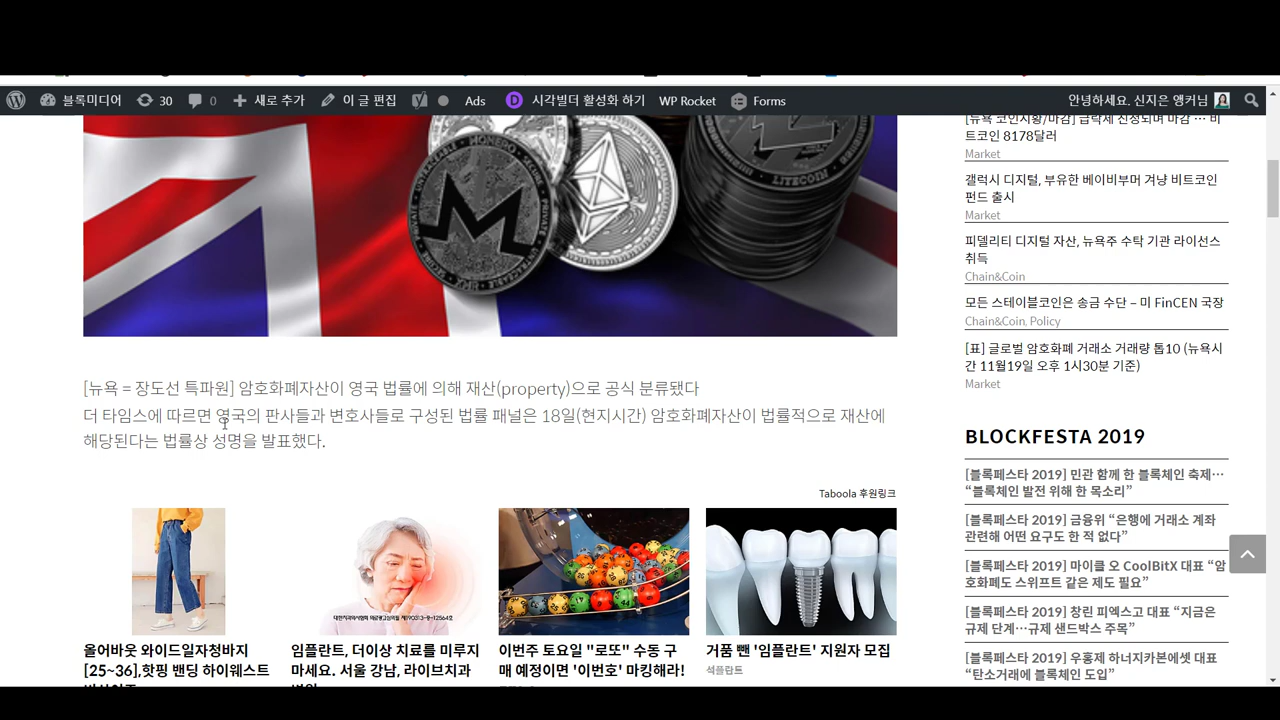 블록미디어 30 0 새로 추가 이 글 편집 Ads 시각빌더 활성화 하기 WP Rocket Forms 안녕하세요. 신지은 앵커님
MONERO
LITECOIN
[뉴욕 = 장도선 특파원] 암호화폐자산이 영국 법률에 의해 재산(property)으로 공식 분류됐다
더 타임스에 따르면 영국의 판사들과 변호사들로 구성된 법률 패널은 18일(현지시간) 암호화폐자산이 법률적으로 재산에
해당된다는 법률상 성명을 발표했다.
Taboola 후원링크
올어바웃 와이드일자청바지
[25~36],핫핑 밴딩 하이웨스트
임플란트, 더이상 치료를 미루지
마세요. 서울 강남, 라이브치과
이번주 토요일 "로또" 수동 구
매 예정이면 '이번호' 마킹해라!
거품 뺀 '임플란트' 지원자 모집
석플란트
[뉴욕 코인시황/마감] 급락세 진정되며 마감 … 비
트코인 8178달러
Market
갤럭시 디지털, 부유한 베이비부머 겨냥 비트코인
펀드 출시
Market
피델리티 디지털 자산, 뉴욕주 수탁 기관 라이선스
취득
Chain&Coin
모든 스테이블코인은 송금 수단 – 미 FinCEN 국장
Chain&Coin, Policy
[표] 글로벌 암호화폐 거래소 거래량 톱10 (뉴욕시
간 11월19일 오후 1시30분 기준)
Market
BLOCKFESTA 2019
[블록페스타 2019] 민관 함께 한 블록체인 축제…
“블록체인 발전 위해 한 목소리”
[블록페스타 2019] 금융위 “은행에 거래소 계좌
관련해 어떤 요구도 한 적 없다”
[블록페스타 2019] 마이클 오 CoolBitX 대표 “암
호화폐도 스위프트 같은 제도 필요”
[블록페스타 2019] 창린 피엑스고 대표 “지금은
규제 단계…규제 샌드박스 주목”
[블록페스타 2019] 우홍제 하너지카본에셋 대표
“탄소거래에 블록체인 도입”